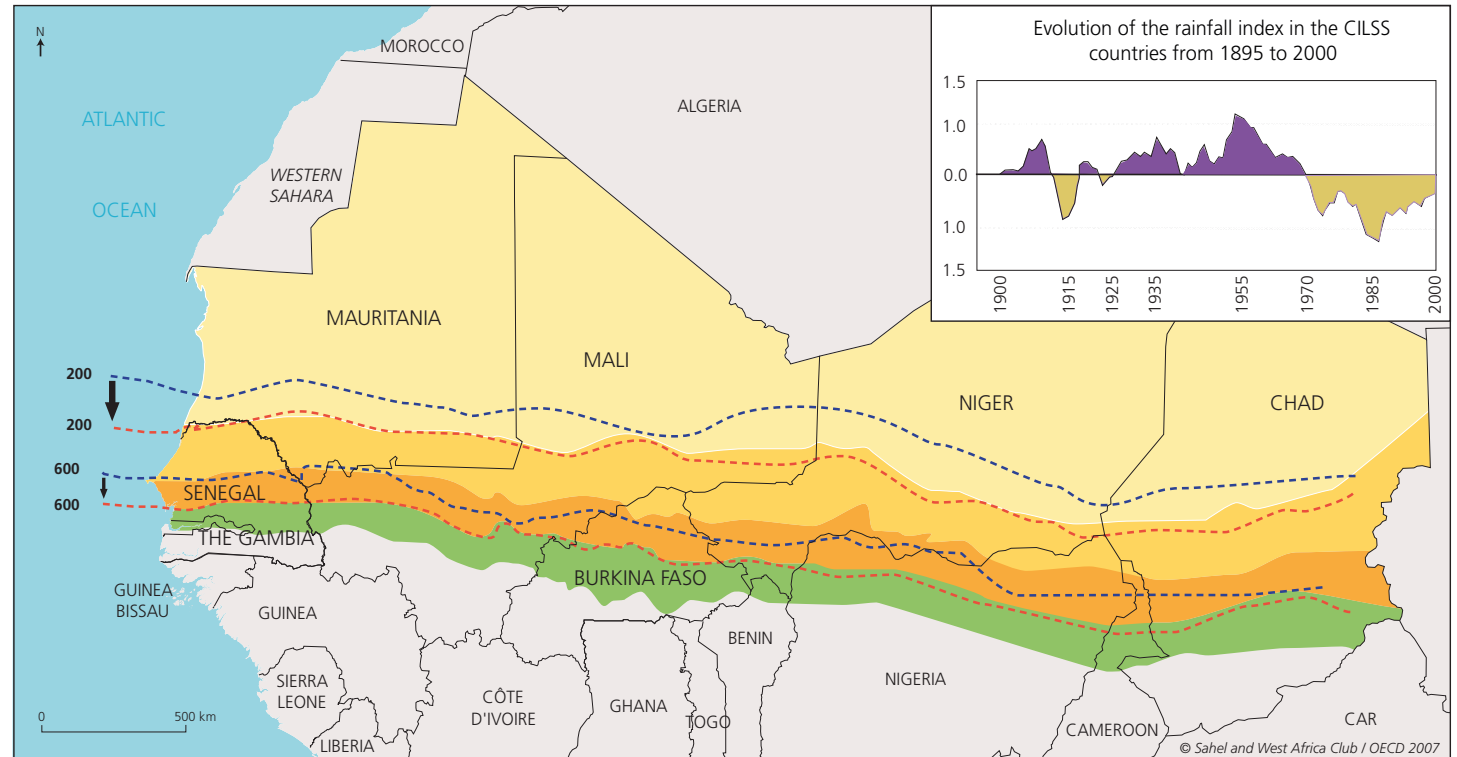 N
MOROCCO
ATLANTIC
OCEAN
WESTERN
SAHARA
ALGERIA
Evolution of the rainfall index in the CILSS
countries from 1895 to 2000
1.5
1.0
0.0
1.0
1.5
1900
1915
1925
1935
1955
1970
1985
2000
MAURITANIA
MALI
NIGER
CHAD
200
200
600
600
SENEGAL
THE GAMBIA
GUINEA
BISSAU
GUINEA
BURKINA FASO
SIERRA
LEONE
LIBERIA
CÔTE
D'IVOIRE
GHANA
TOGO
BENIN
NIGERIA
CAMEROON
CAR
0 500 km
© Sahel and West Africa Club / OECD 2007